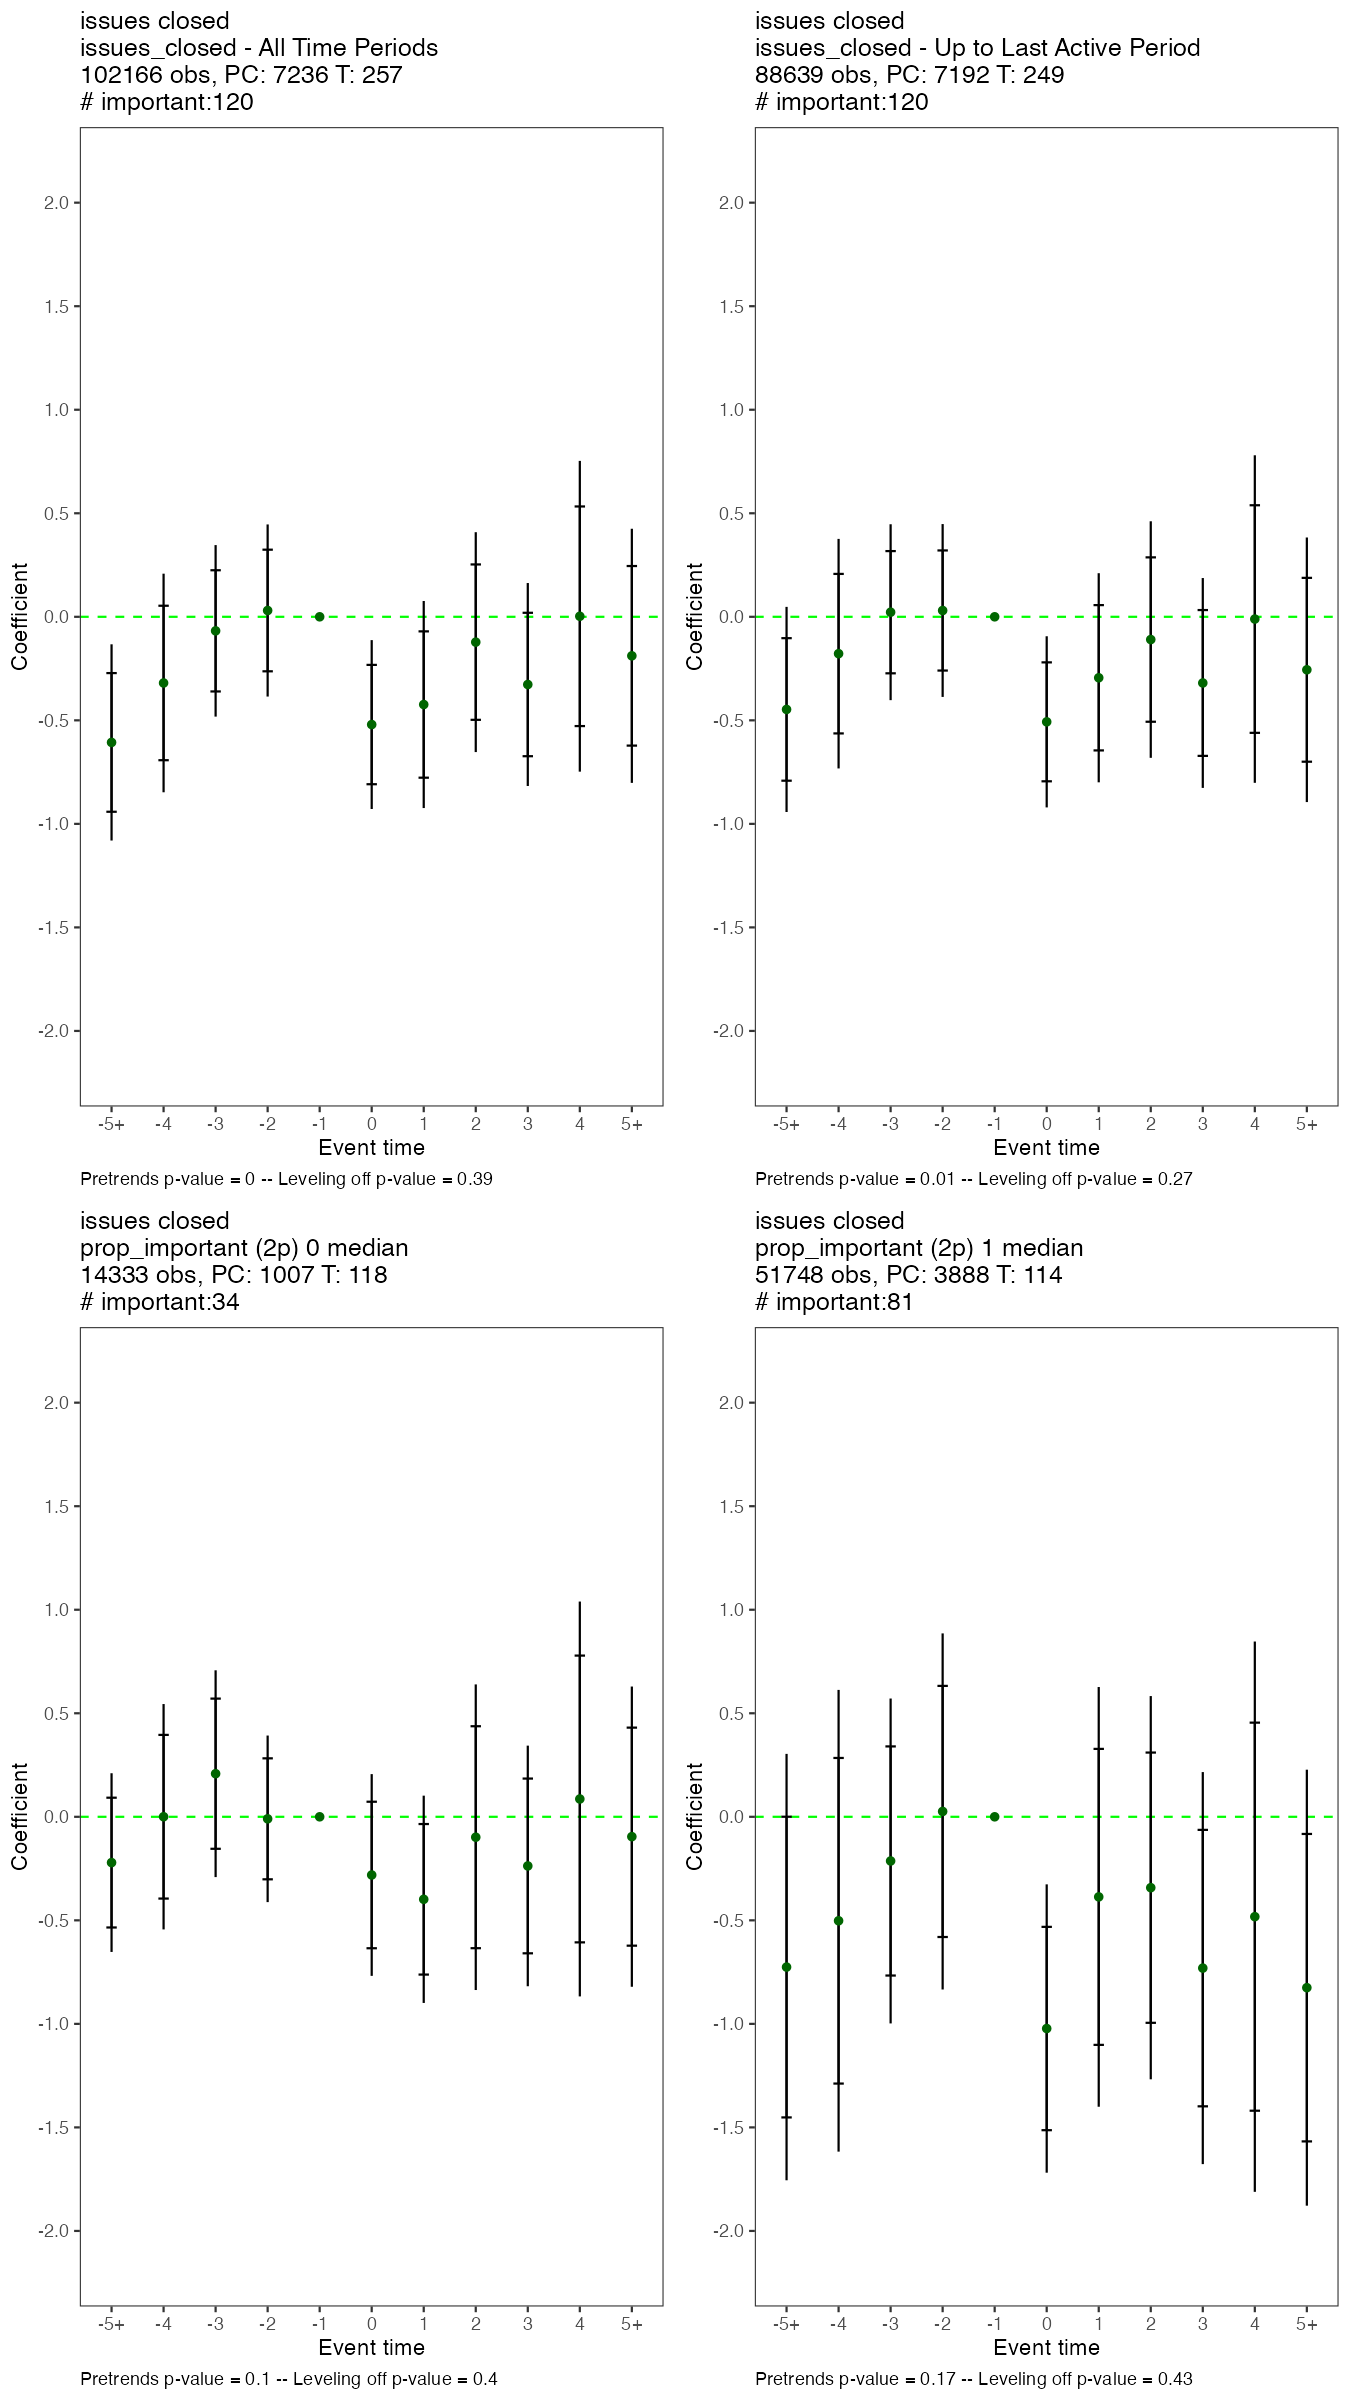 issues closed
issues_closed - All Time Periods
102166 obs, PC: 7236 T: 257
# important:120
2.0
1.5
1.0
0.5
0.0
-0.5
-1.0
-1.5
-2.0
Coefficient
-5+ -4 -3 -2 -1 0 1 2 3 4 5+
Event time
Pretrends p-value = 0 -- Leveling off p-value = 0.39
issues closed
issues_closed - Up to Last Active Period
88639 obs, PC: 7192 T: 249
# important:120
2.0
1.5
1.0
0.5
0.0
-0.5
-1.0
-1.5
-2.0
Coefficient
-5+ -4 -3 -2 -1 0 1 2 3 4 5+
Event time
Pretrends p-value = 0.01 -- Leveling off p-value = 0.27
issues closed
prop_important (2p) 0 median
14333 obs, PC: 1007 T: 118
# important:34
2.0
1.5
1.0
0.5
0.0
-0.5
-1.0
-1.5
-2.0
Coefficient
-5+ -4 -3 -2 -1 0 1 2 3 4 5+
Event time
Pretrends p-value = 0.1 -- Leveling off p-value = 0.4
issues closed
prop_important (2p) 1 median
51748 obs, PC: 3888 T: 114
# important:81
2.0
1.5
1.0
0.5
0.0
-0.5
-1.0
-1.5
-2.0
Coefficient
-5+ -4 -3 -2 -1 0 1 2 3 4 5+
Event time
Pretrends p-value = 0.17 -- Leveling off p-value = 0.43